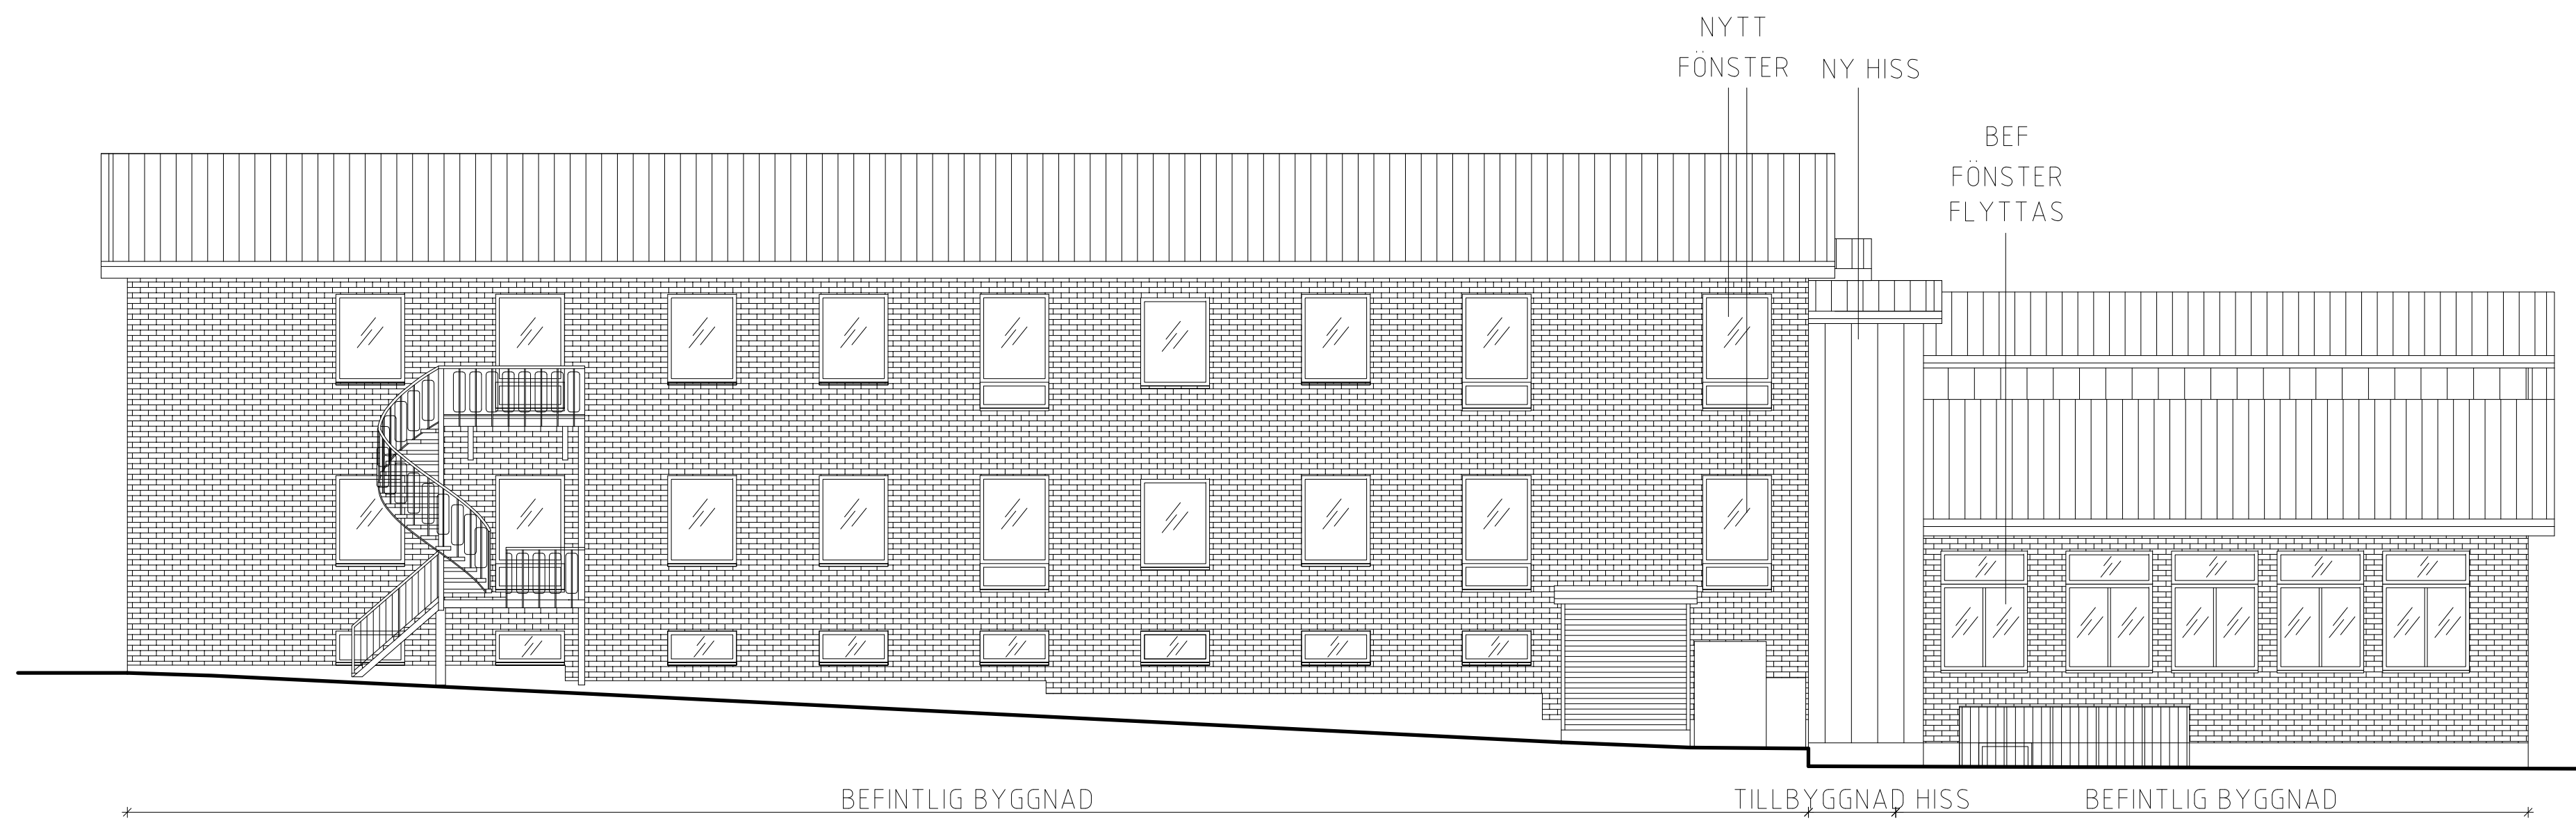 NYTT
FÖNSTER
NY HISS
BEF
FÖNSTER
FLYTTAS
BEFINTLIG BYGGNAD
TILLBYGGNAD HISS
BEFINTLIG BYGGNAD